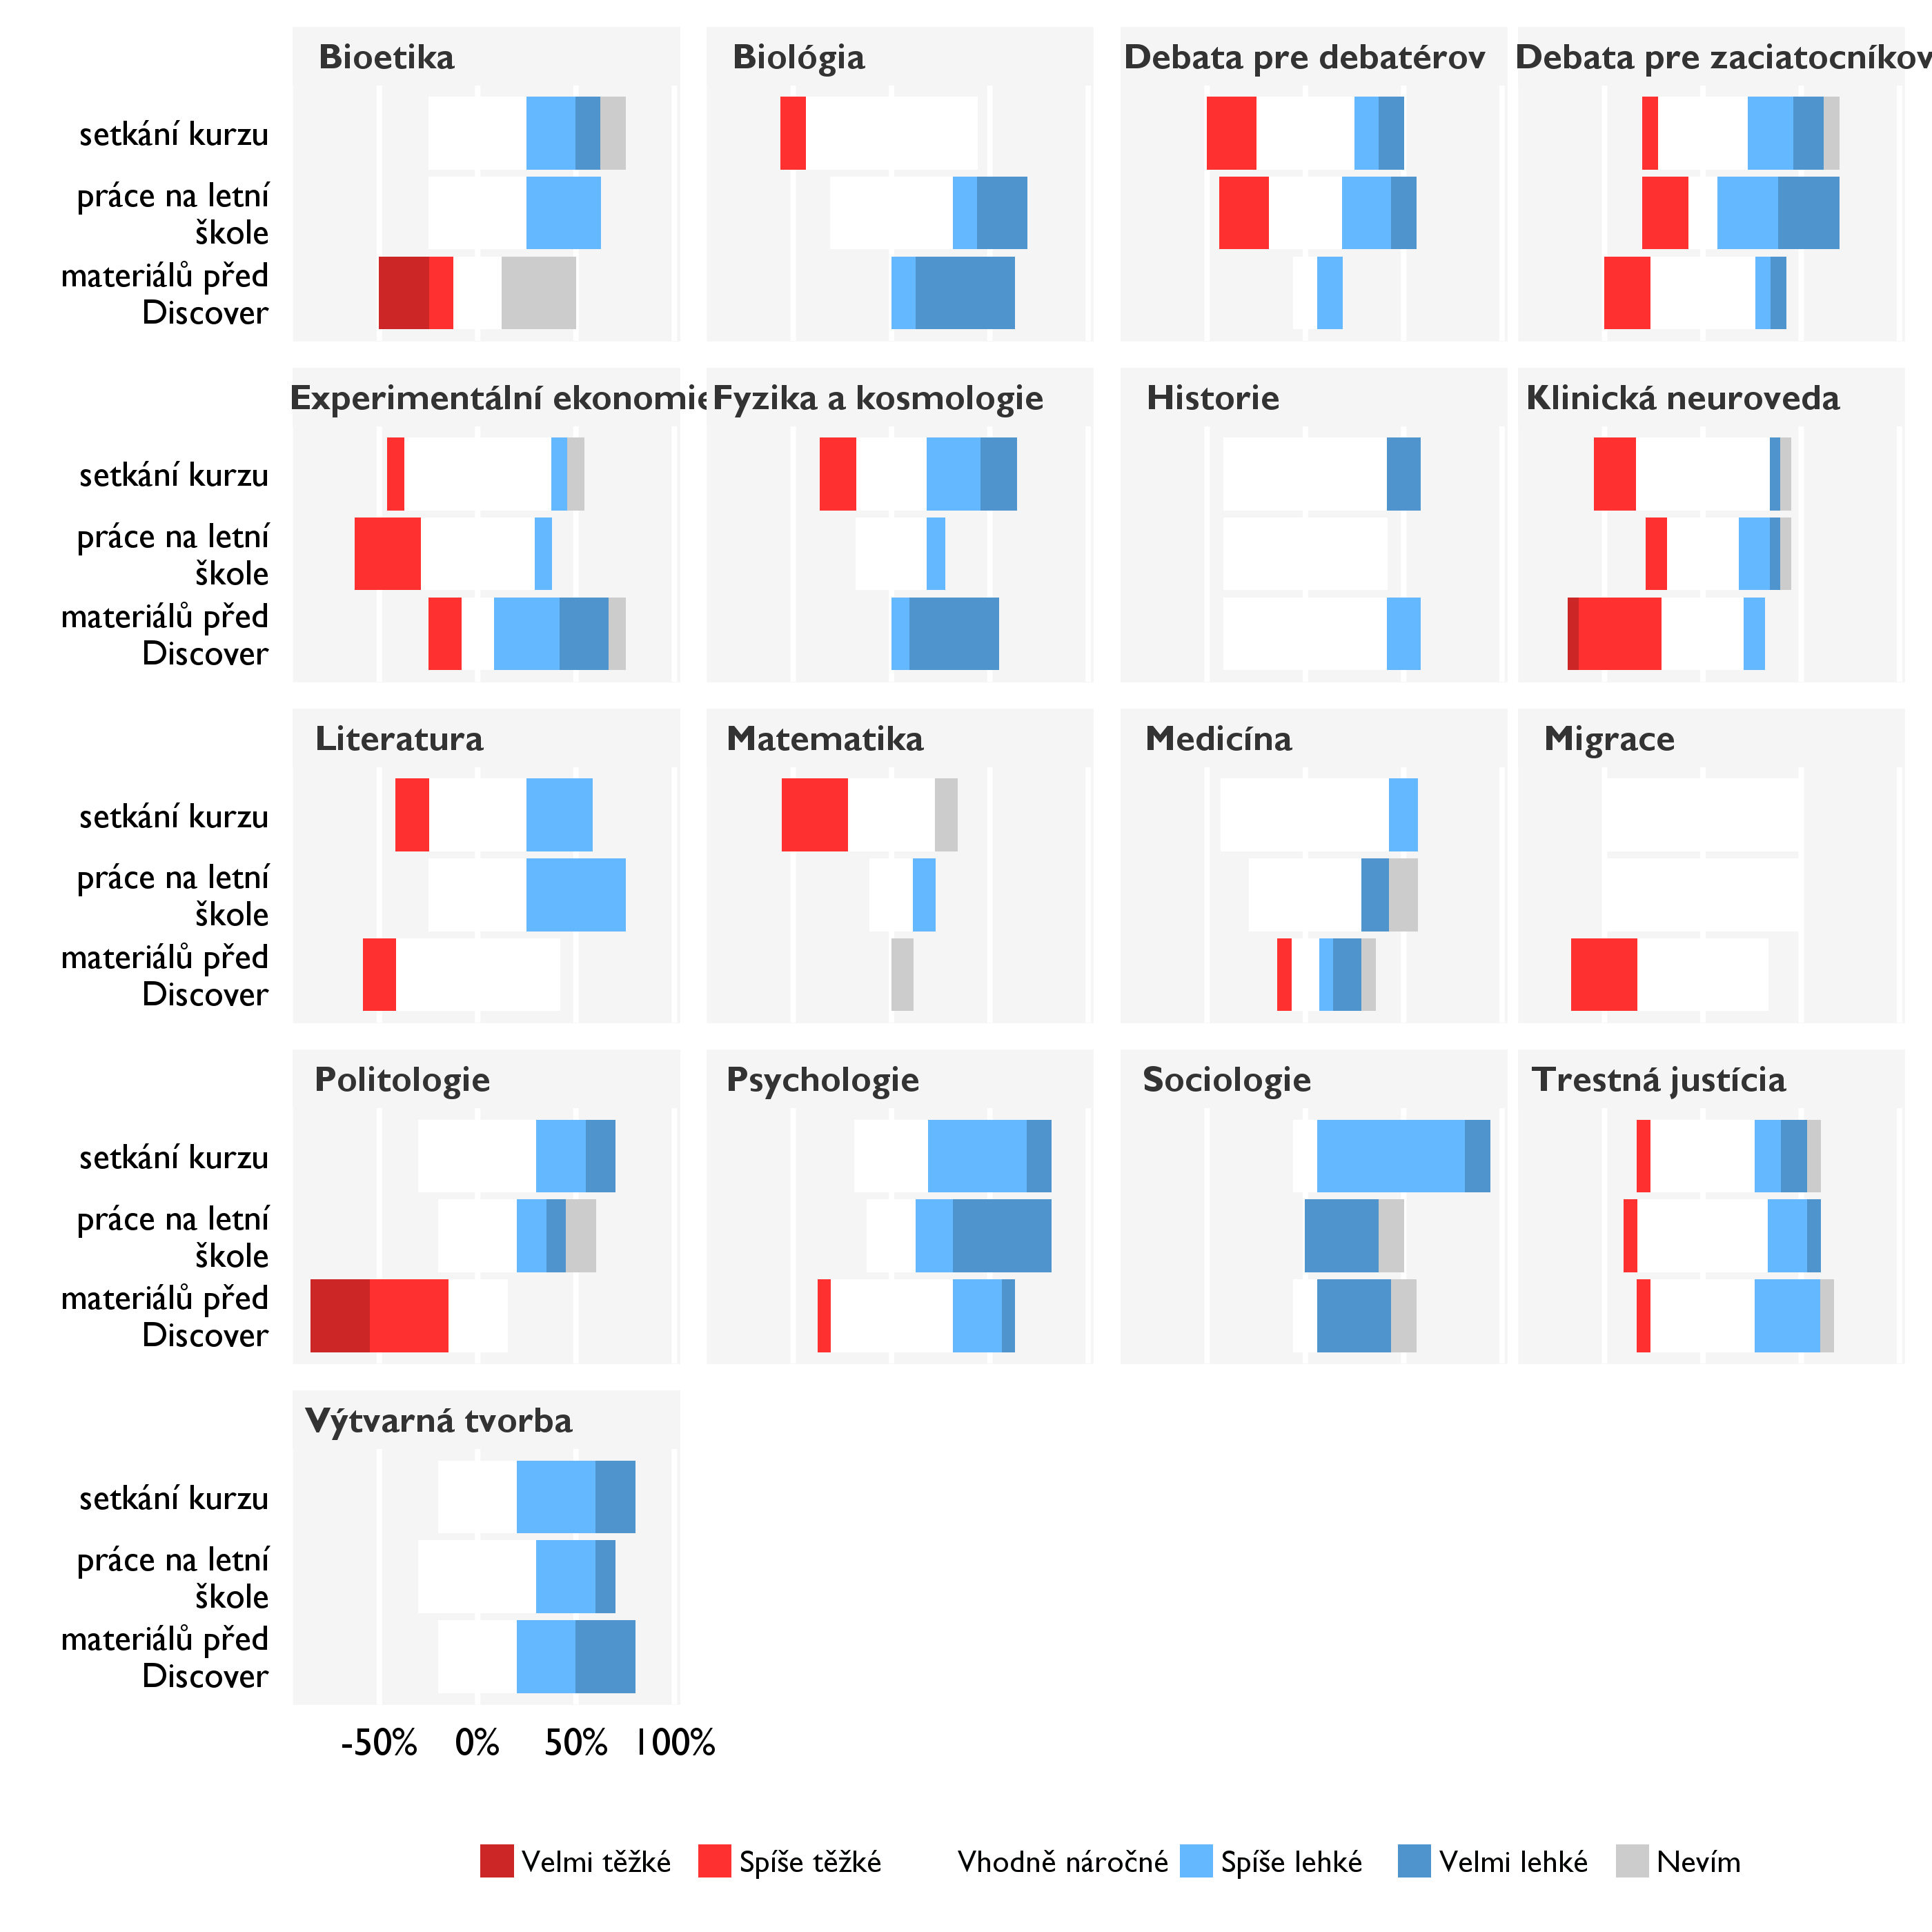 Bioetika
Biológia
Debata pre debatérov
Debata pre zaciatocníkov
setkání kurzu
práce na letní
škole
materiálů před
Discover
Experimentální ekonomie
Fyzika a kosmologie
Historie
Klinická neuroveda
setkání kurzu
práce na letní
škole
materiálů před
Discover
Literatura
Matematika
Medicína
Migrace
setkání kurzu
práce na letní
škole
materiálů před
Discover
Politologie
Psychologie
Sociologie
Trestná justícia
setkání kurzu
práce na letní
škole
materiálů před
Discover
Výtvarná tvorba
setkání kurzu
práce na letní
škole
materiálů před
Discover
-50% 0% 50% 100%
Velmi těžké Spíše těžké Vhodně náročné Spíše lehké Velmi lehké Nevím